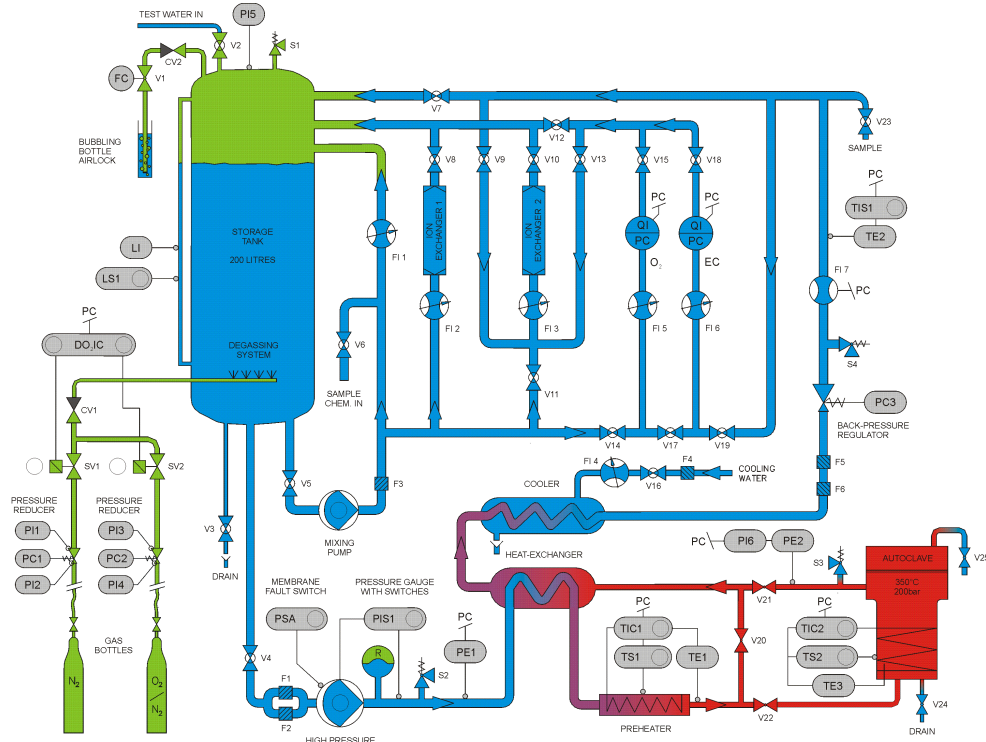 TEST WATER IN
PI5
V2
S1
CV2
FC
V1
BUBBLING
BOTTLE
AIRLOCK
V7
V12
V23
SAMPLE
V8
V9
V10
V13
V15
V18
PC
PC
PC
TIS1
TE2
ION
EXCHANGER 1
ION
EXCHANGER 2
QI
PC
QI
PC
O2
EC
STORAGE
TANK
200 LITRES
LI
LS1
FI 1
FI 7
PC
FI 2
FI 3
FI 5
FI 6
PC
DO2IC
DEGASSING
SYSTEM
V6
SAMPLE
CHEM. IN
S4
V11
PC3
BACK-PRESSURE
REGULATOR
CV1
V14
V17
V19
SV1
SV2
FI 4
F4
V16
COOLING
WATER
F5
F6
COOLER
V5
F3
PRESSURE
REDUCER
PRESSURE
REDUCER
PI1
PC1
PI2
PI3
PC2
PI4
V3
DRAIN
MIXING
PUMP
HEAT-EXCHANGER
PC
PI6
PE2
S3
AUTOCLAVE
350°C
200bar
V25
MEMBRANE
FAULT SWITCH
PRESSURE GAUGE
WITH SWITCHES
PSA
PIS1
PC
PE1
R
S2
V21
V20
V22
PC
TIC1
TS1
TE1
PC
TIC2
TS2
TE3
GAS
BOTTLES
N2
O2
N2
V4
F1
F2
PREHEATER
V24
DRAIN
HIGH PRESSURE